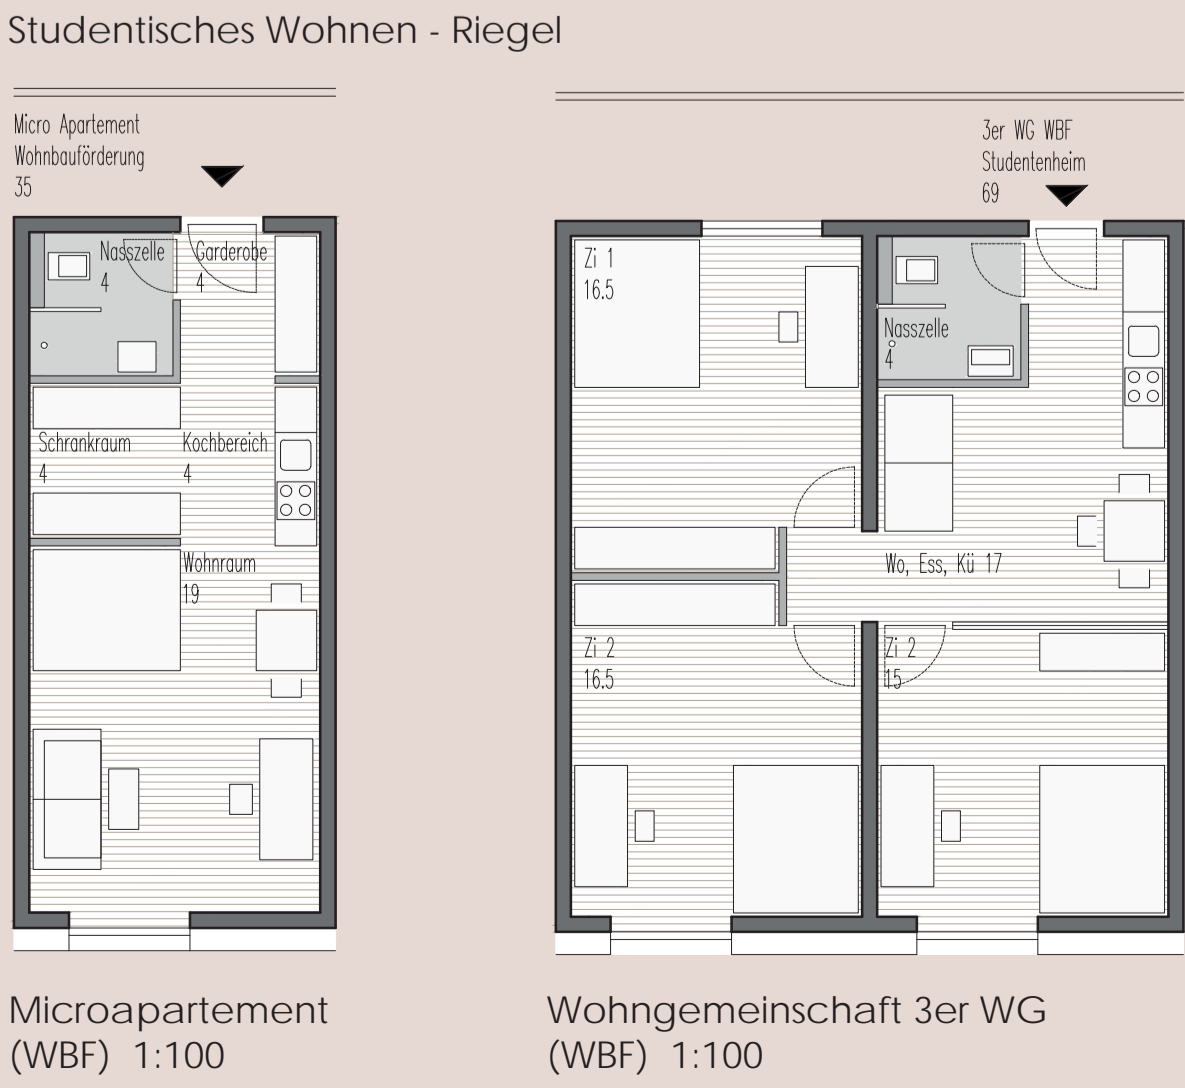 Studentisches Wohnen - Riegel
Micro Apartement
Wohnbauförderung
35
Nasszelle
4
Garderobe
4
Schrankraum
4
Kochbereich
4
Wohnraum
19
Microapartement
(WBF) 1:100
3er WG WBF
Studentenheim
69
Zi 1
16.5
Nasszelle
4
Wo, Ess, Kü 17
Zi 2
16.5
Zi 2
15
Wohngemeinschaft 3er WG
(WBF) 1:100